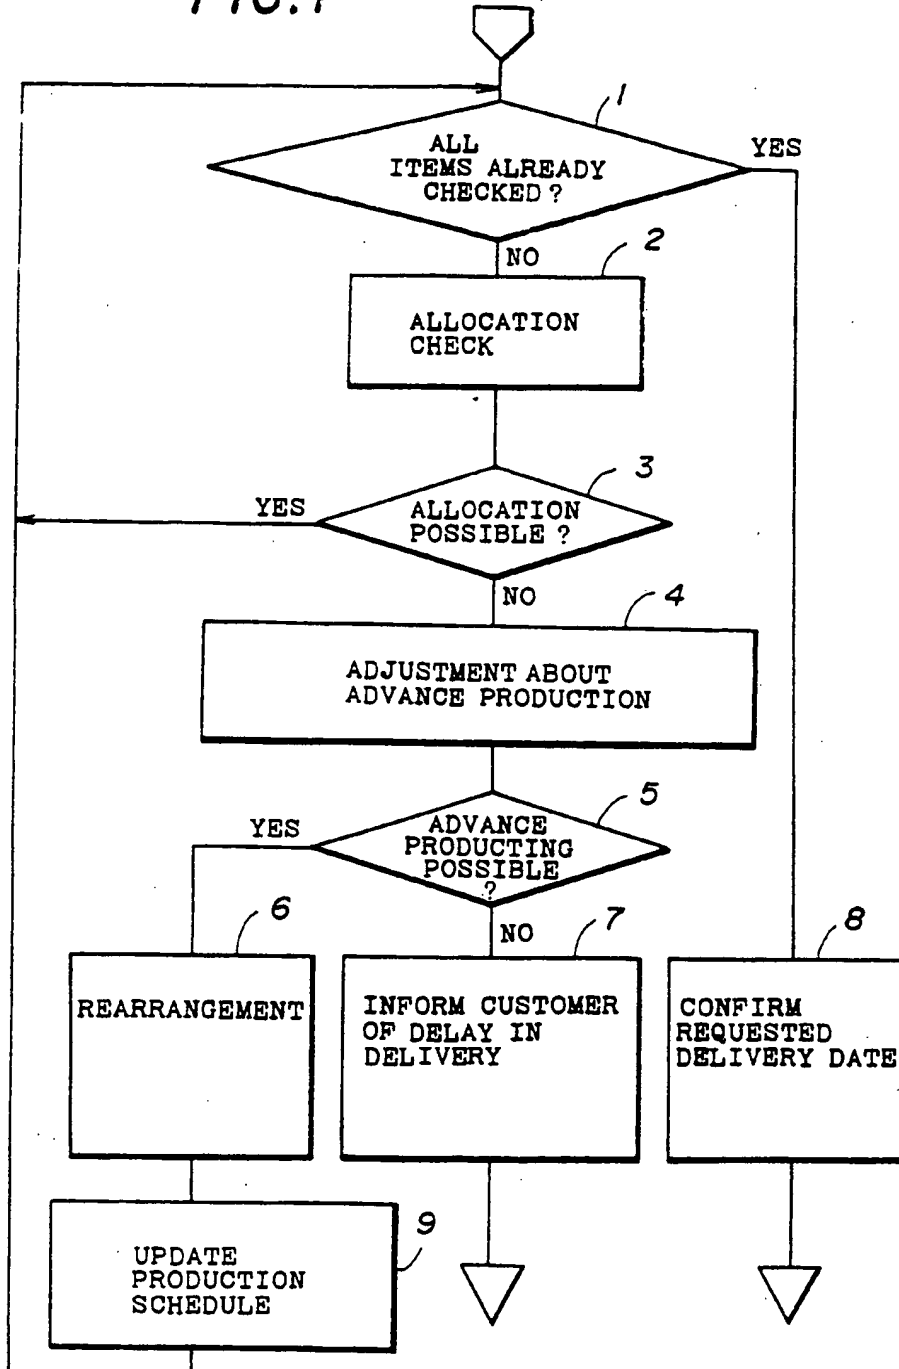 1
ALL
ITEMS ALREADY
CHECKED?
YES
NO
2
ALLOCATION
CHECK
3
YES
ALLOCATION
POSSIBLE?
NO
4
ADJUSTMENT ABOUT
ADVANCE PRODUCTION
5
YES
ADVANCE
PRODUCTING
POSSIBLE
?
NO
6
REARRANGEMENT
7
INFORM CUSTOMER
OF DELAY IN
DELIVERY
8
CONFIRM
REQUESTED
DELIVERY DATE
9
UPDATE
PRODUCTION
SCHEDULE